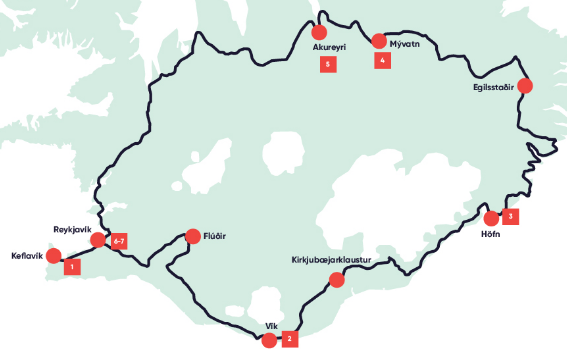 Akureyri
5
Mývatn
4
Egilsstaðir
Reykjavík
6-7
Flúðir
Keflavík
1
3
Höfn
Kirkjubæjarklaustur
Vík
2